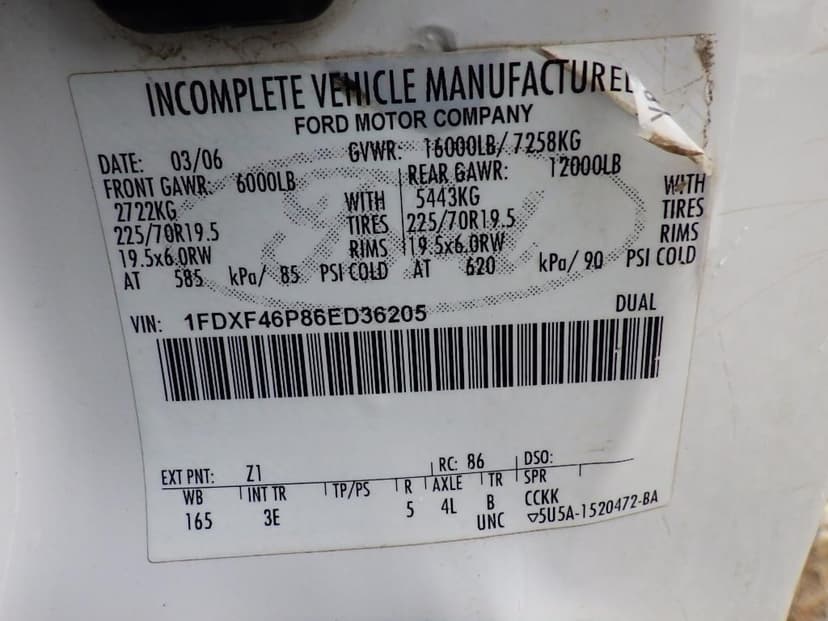 INCOMPLETE VEHICLE MANUFACTURE
FORD MOTOR COMPANY
DATE: 03/06 GVWR: 16000LB/ 7258KG
FRONT GAWR: 6000LB REAR GAWR: 12000LB
2722KG WITH 5443KG WITH
225/70R19.5 TIRES 225/70R19.5 TIRES
19.5x6.0RW RIMS 19.5x6.0RW RIMS
AT 585 kPa/ 85 PSI COLD AT 620 kPa/ 90 PSI COLD
VIN: 1FDXF46P86ED36205 DUAL
EXT PNT: Z1 RC: 86 DSO:
WB INT TR TP/PS R AXLE TR SPR
165 3E 5 4L B CCKK
UNC ▽5U5A-1520472-BA